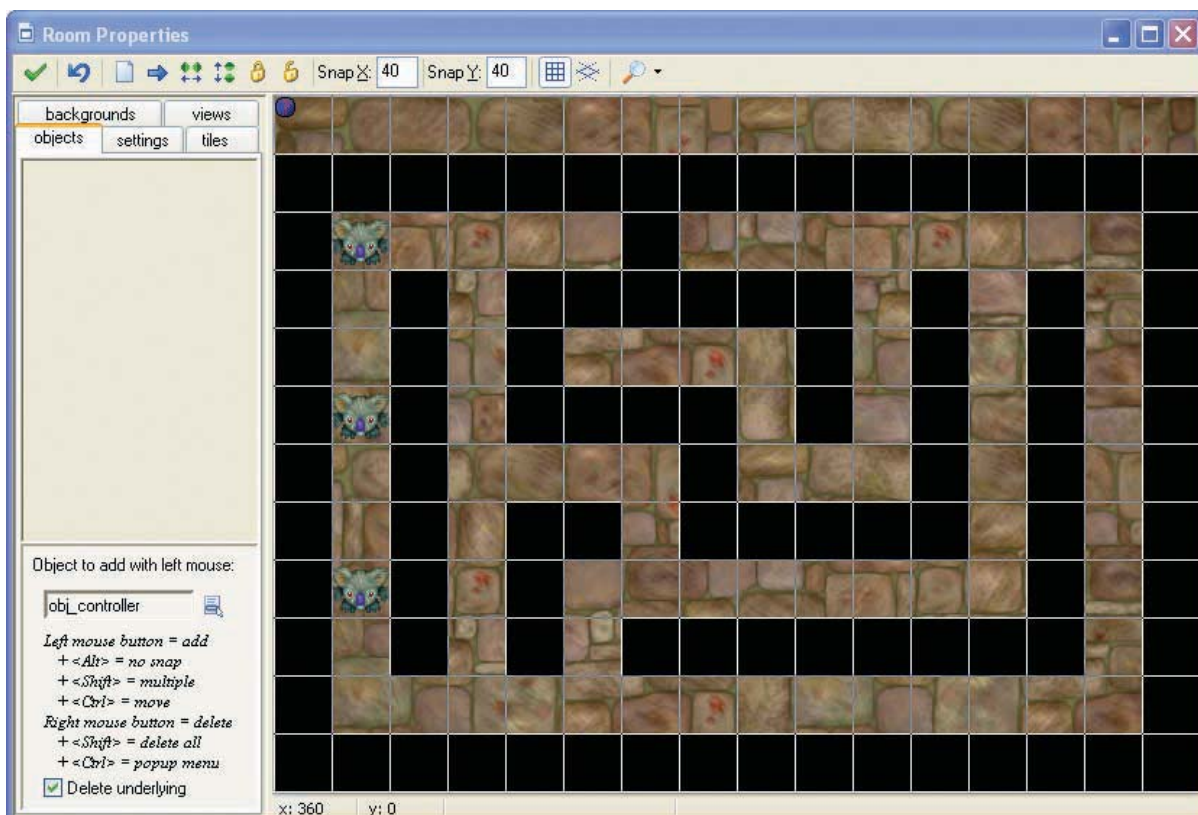 Room Properties
Snap X: 40 Snap Y: 40
backgrounds views
objects settings tiles
Object to add with left mouse:
obj_controller
Left mouse button = add
+ <Alt> = no snap
+ <Shift> = multiple
+ <Ctrl> = move
Right mouse button = delete
+ <Shift> = delete all
+ <Ctrl> = popup menu
Delete underlying
x: 360 y: 0